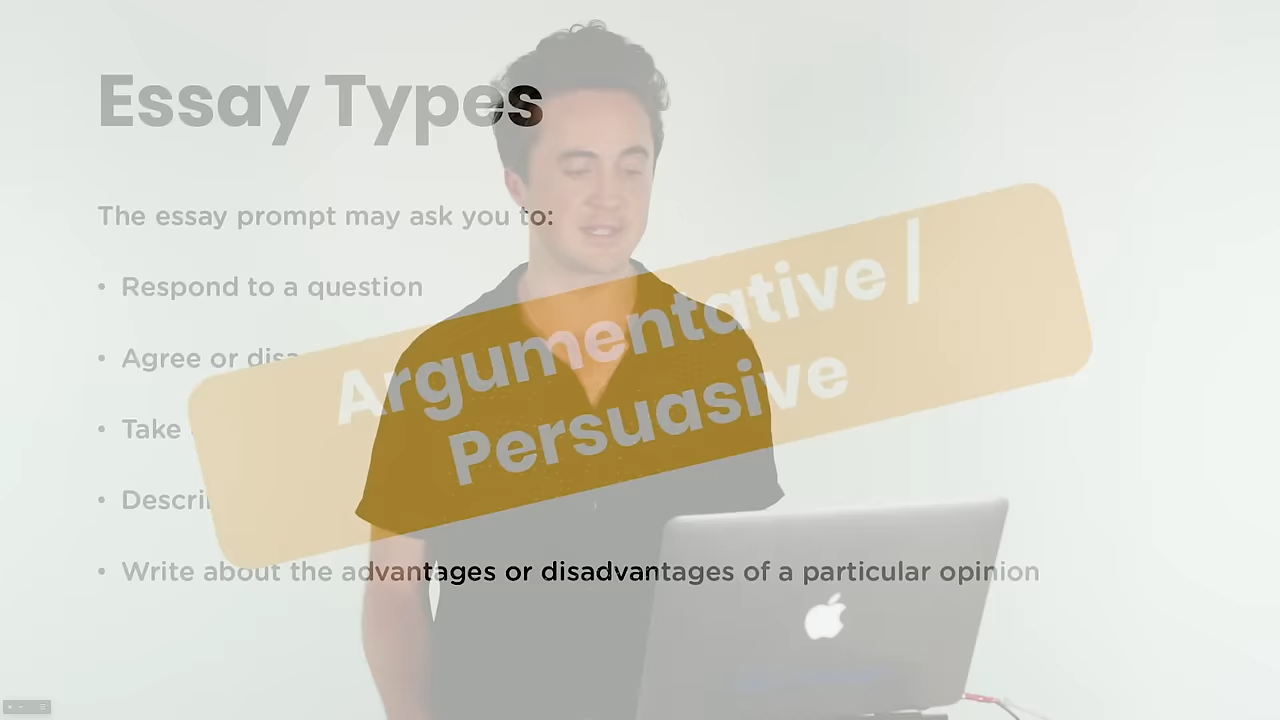 Essay Types
The essay prompt may ask you to:
• Respond to a question
• Agree or disa
• Take
• Descri
• Write about the advantages or disadvantages of a particular opinion
Argumentative /
Persuasive